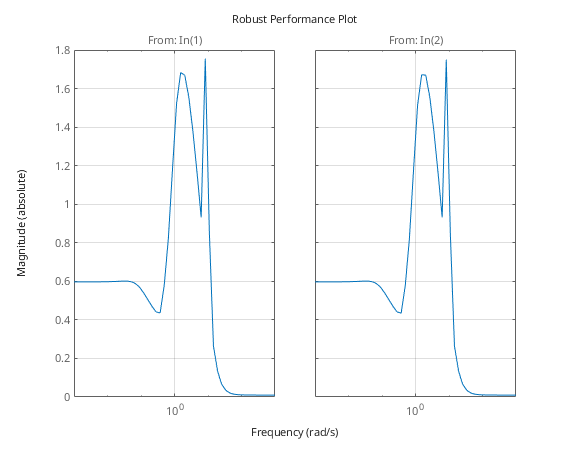 Robust Performance Plot
From: In(1)
From: In(2)
Magnitude (absolute)
1.8
1.6
1.4
1.2
1
0.8
0.6
0.4
0.2
0
10^0
10^0
Frequency (rad/s)